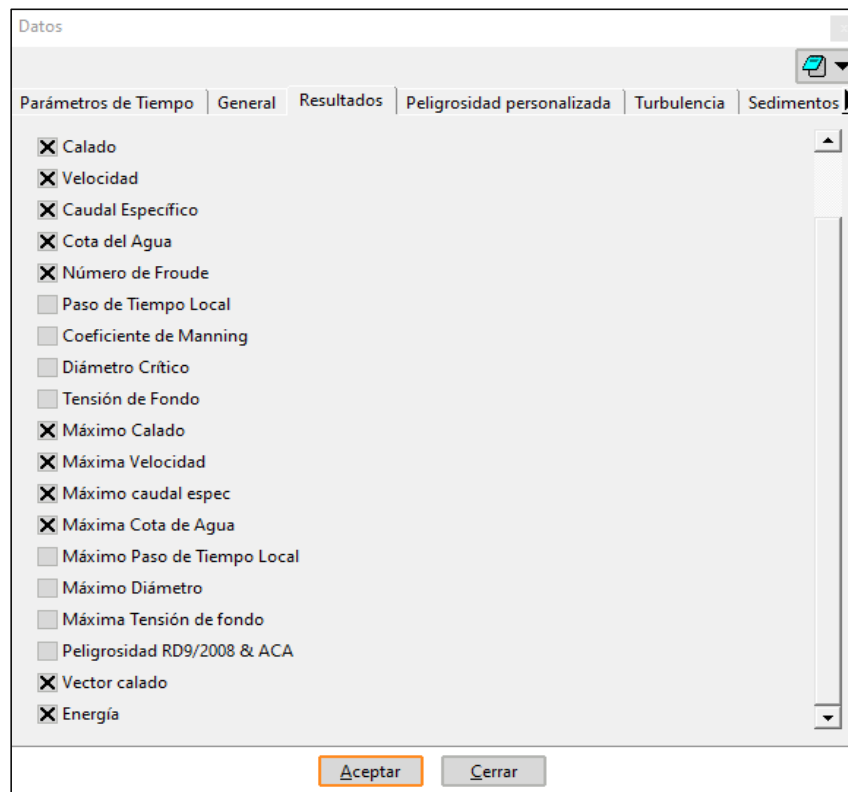 Datos
Parámetros de Tiempo General Resultados Peligrosidad personalizada Turbulencia Sedimentos
Calado
Velocidad
Caudal Específico
Cota del Agua
Número de Froude
Paso de Tiempo Local
Coeficiente de Manning
Diámetro Crítico
Tensión de Fondo
Máximo Calado
Máxima Velocidad
Máximo caudal espec
Máxima Cota de Agua
Máximo Paso de Tiempo Local
Máximo Diámetro
Máxima Tensión de fondo
Peligrosidad RD9/2008 & ACA
Vector calado
Energía
Aceptar Cerrar